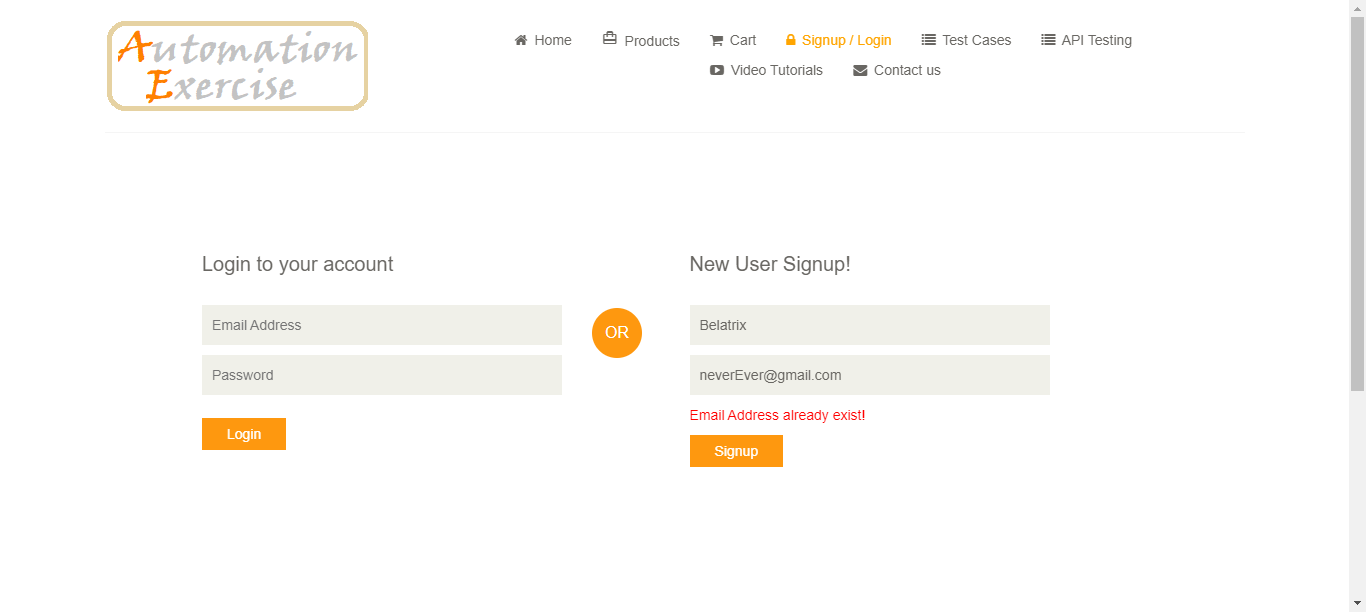 Automation
Exercise
Home
Products
Cart
Signup / Login
Test Cases
API Testing
Video Tutorials
Contact us
Login to your account
Email Address
Password
Login
OR
New User Signup!
Belatrix
neverEver@gmail.com
Email Address already exist!
Signup